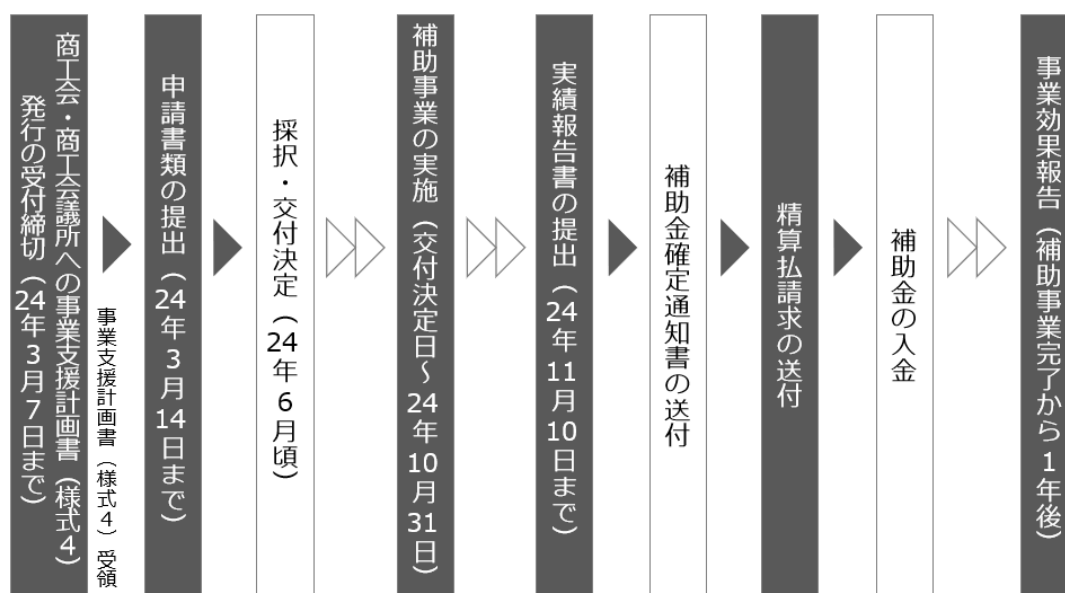 商工会・商工会議所への事業支援計画書（様式４）
発行の受付締切（24年３月７日まで）
事業支援計画書（様式４）受領
申請書類の提出（24年３月14日まで）
採択・交付決定（24年６月頃）
補助事業の実施（交付決定日～24年10月31日）
実績報告書の提出（24年11月10日まで）
補助金確定通知書の送付
精算払請求の送付
補助金の入金
事業効果報告（補助事業完了から１年後）